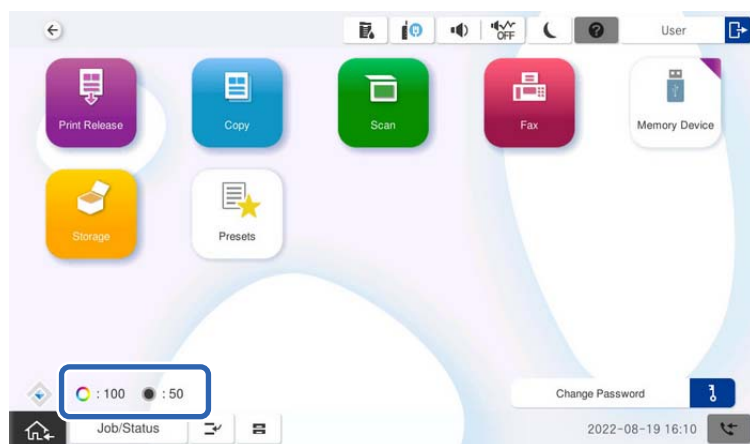 OFF
User
Print Release
Copy
Scan
Fax
Memory Device
Storage
Presets
: 100
: 50
Change Password
Job/Status
2022-08-19 16:10